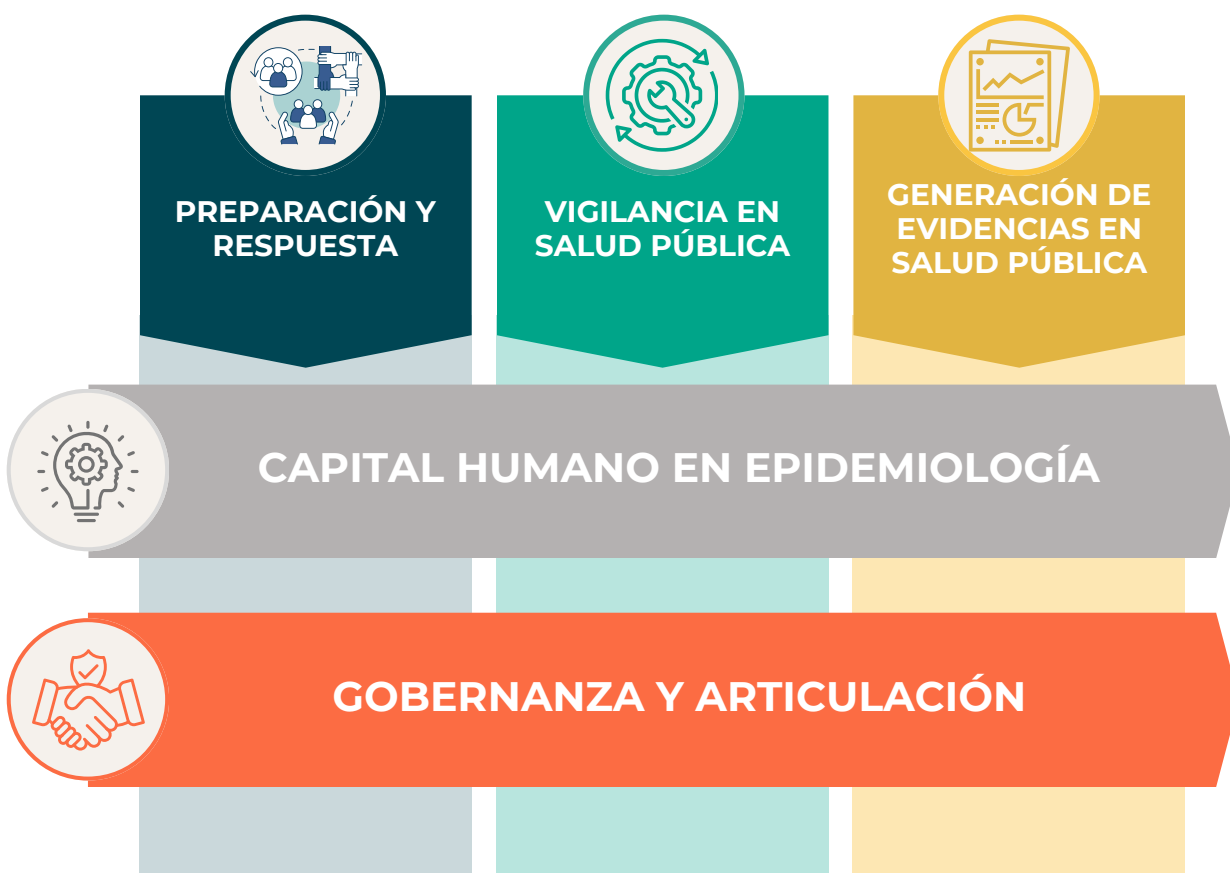 PREPARACIÓN Y
RESPUESTA
VIGILANCIA EN
SALUD PÚBLICA
GENERACIÓN DE
EVIDENCIAS EN
SALUD PÚBLICA
CAPITAL HUMANO EN EPIDEMIOLOGÍA
GOBERNANZA Y ARTICULACIÓN